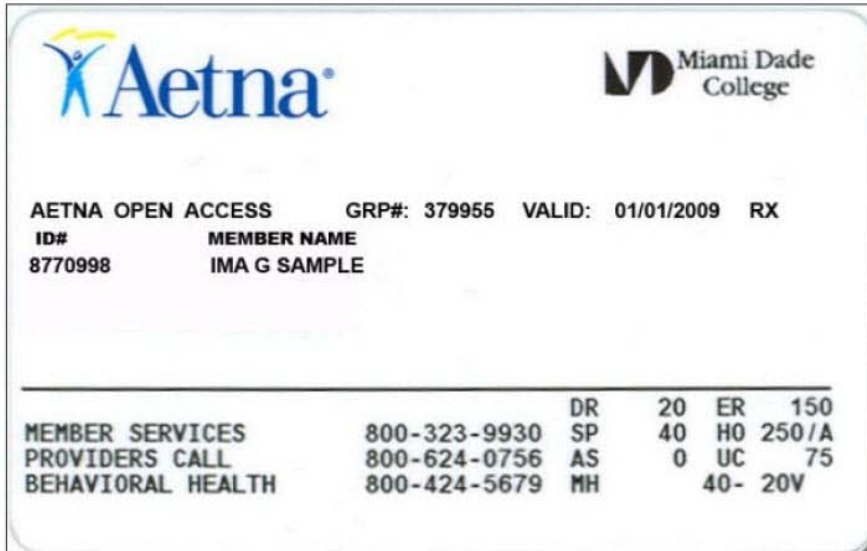 Aetna®
Miami Dade
College
AETNA OPEN ACCESS GRP#: 379955 VALID: 01/01/2009 RX
ID# MEMBER NAME
8770998 IMA G SAMPLE
DR 20 ER 150
MEMBER SERVICES 800-323-9930 SP 40 HO 250/A
PROVIDERS CALL 800-624-0756 AS 0 UC 75
BEHAVIORAL HEALTH 800-424-5679 MH 40- 20V